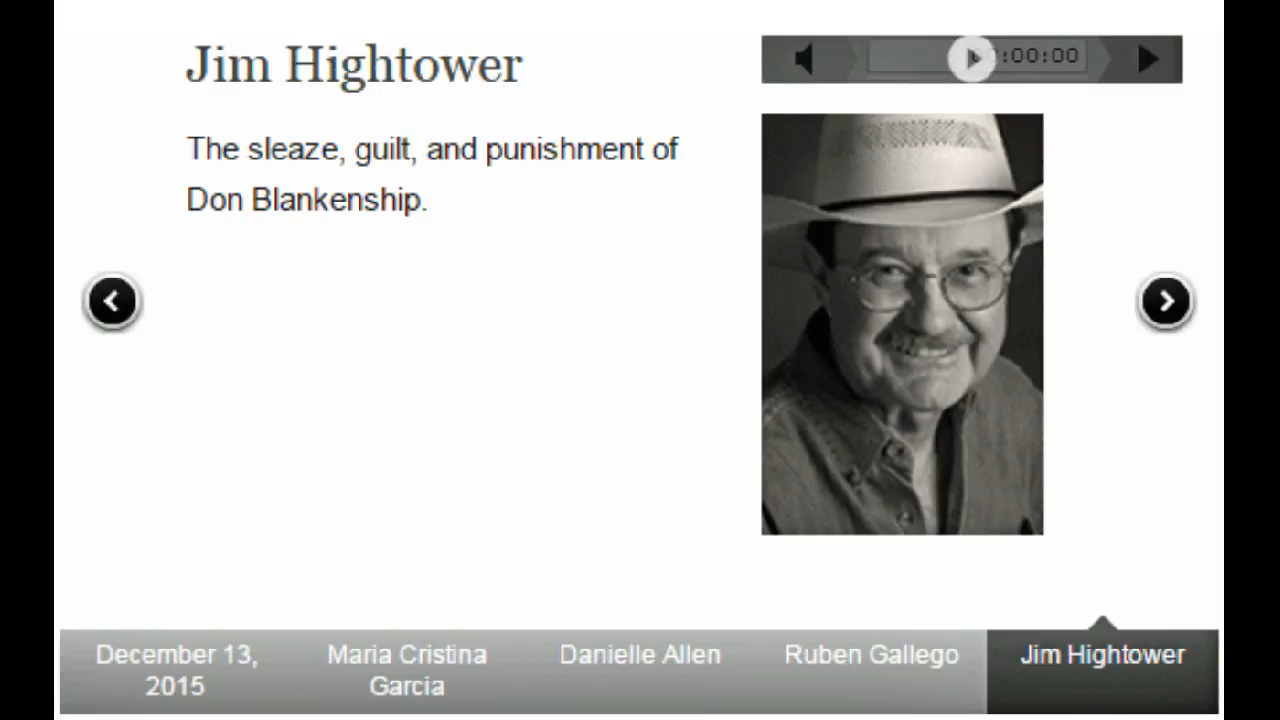 Jim Hightower
:00:00
The sleaze, guilt, and punishment of
Don Blankenship.
December 13,
2015
Maria Cristina
Garcia
Danielle Allen
Ruben Gallego
Jim Hightower